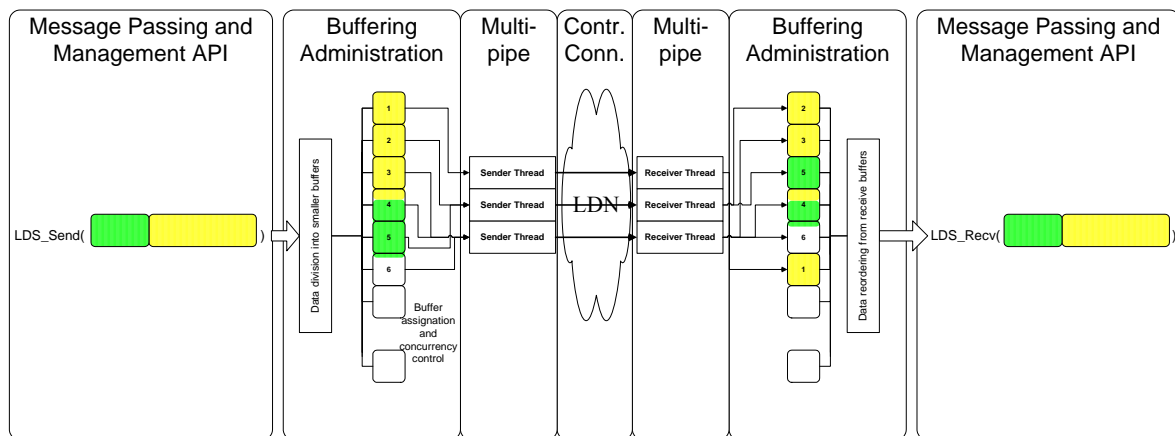 Message Passing and
Management API
Buffering
Administration
Multi-
pipe
Contr.
Conn.
Multi-
pipe
Buffering
Administration
Message Passing and
Management API
LDS_Send(
)
Data division into smaller buffers
1
2
3
4
5
6
Buffer
assignation
and
concurrency
control
Sender Thread
Sender Thread
Sender Thread
LDN
Receiver Thread
Receiver Thread
Receiver Thread
2
3
5
4
6
1
Data reordering from receive buffers
LDS_Recv(
)